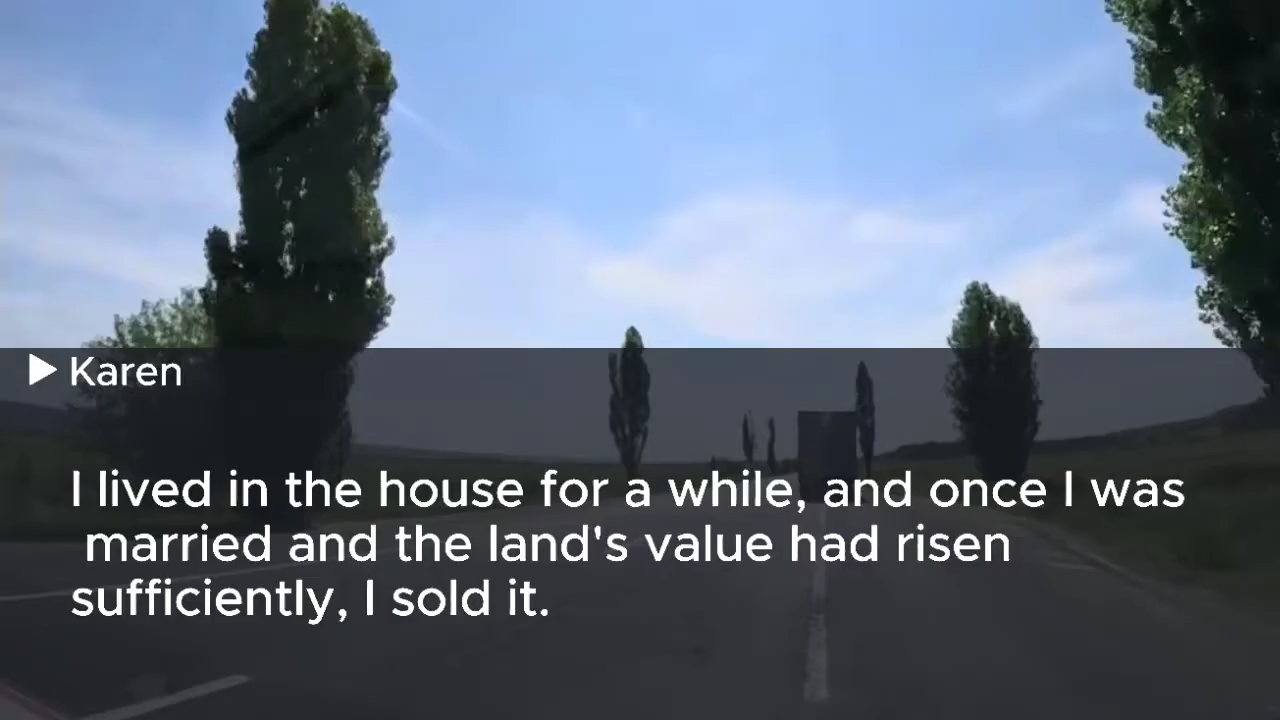 Karen
I lived in the house for a while, and once I was
married and the land's value had risen
sufficiently, I sold it.